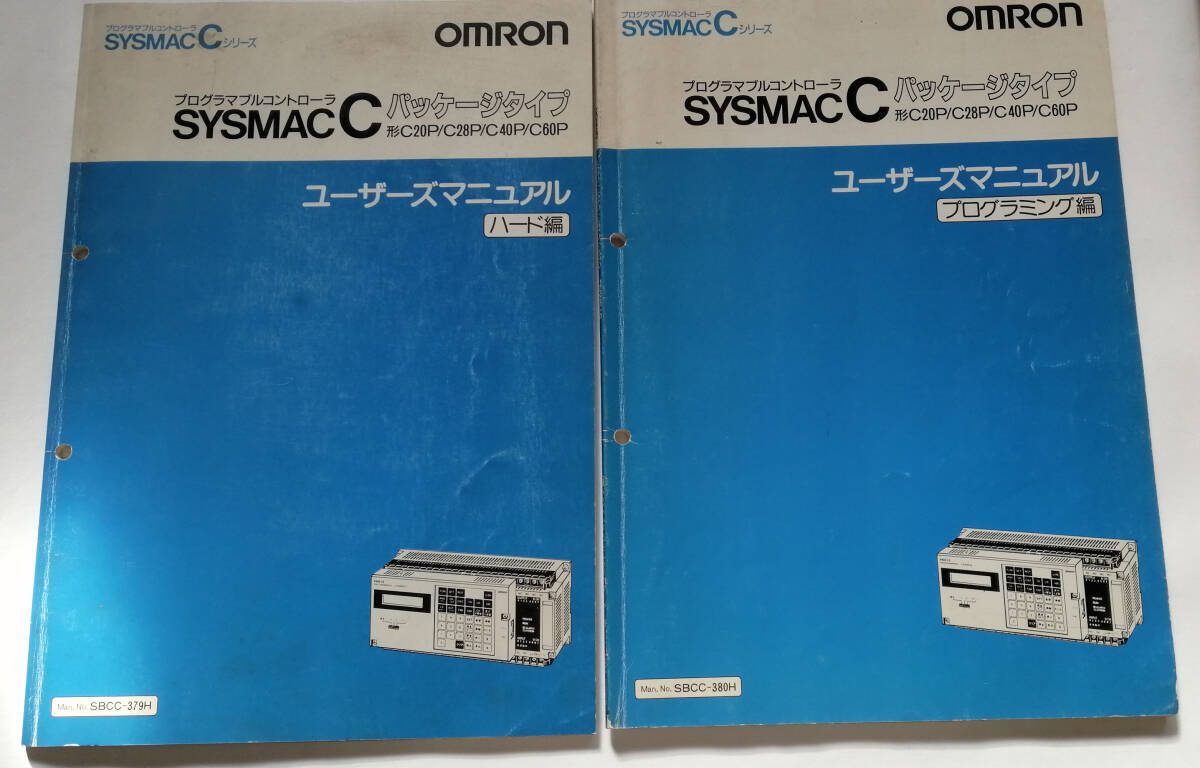 プログラマブルコントローラ
SYSMAC Cシリーズ
OMRON
プログラマブルコントローラ
SYSMAC C パッケージタイプ
形C20P/C28P/C40P/C60P
ユーザーズマニュアル
ハード編
Man. No. SBCC-379H
プログラマブルコントローラ
SYSMAC Cシリーズ
OMRON
プログラマブルコントローラ
SYSMAC C パッケージタイプ
形C20P/C28P/C40P/C60P
ユーザーズマニュアル
プログラミング編
Man. No. SBCC-380H